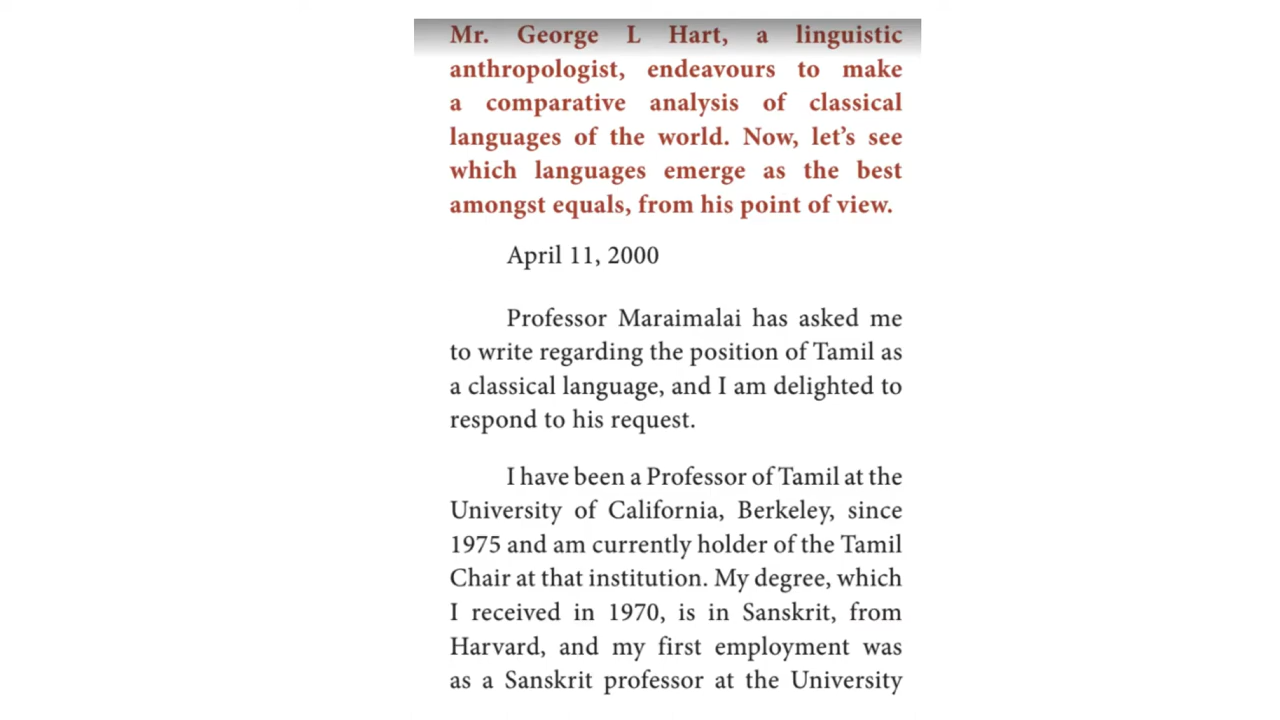 Mr. George L Hart, a linguistic
anthropologist, endeavours to make
a comparative analysis of classical
languages of the world. Now, let's see
which languages emerge as the best
amongst equals, from his point of view.
April 11, 2000
Professor Maraimalai has asked me
to write regarding the position of Tamil as
a classical language, and I am delighted to
respond to his request.
I have been a Professor of Tamil at the
University of California, Berkeley, since
1975 and am currently holder of the Tamil
Chair at that institution. My degree, which
I received in 1970, is in Sanskrit, from
Harvard, and my first employment was
as a Sanskrit professor at the University